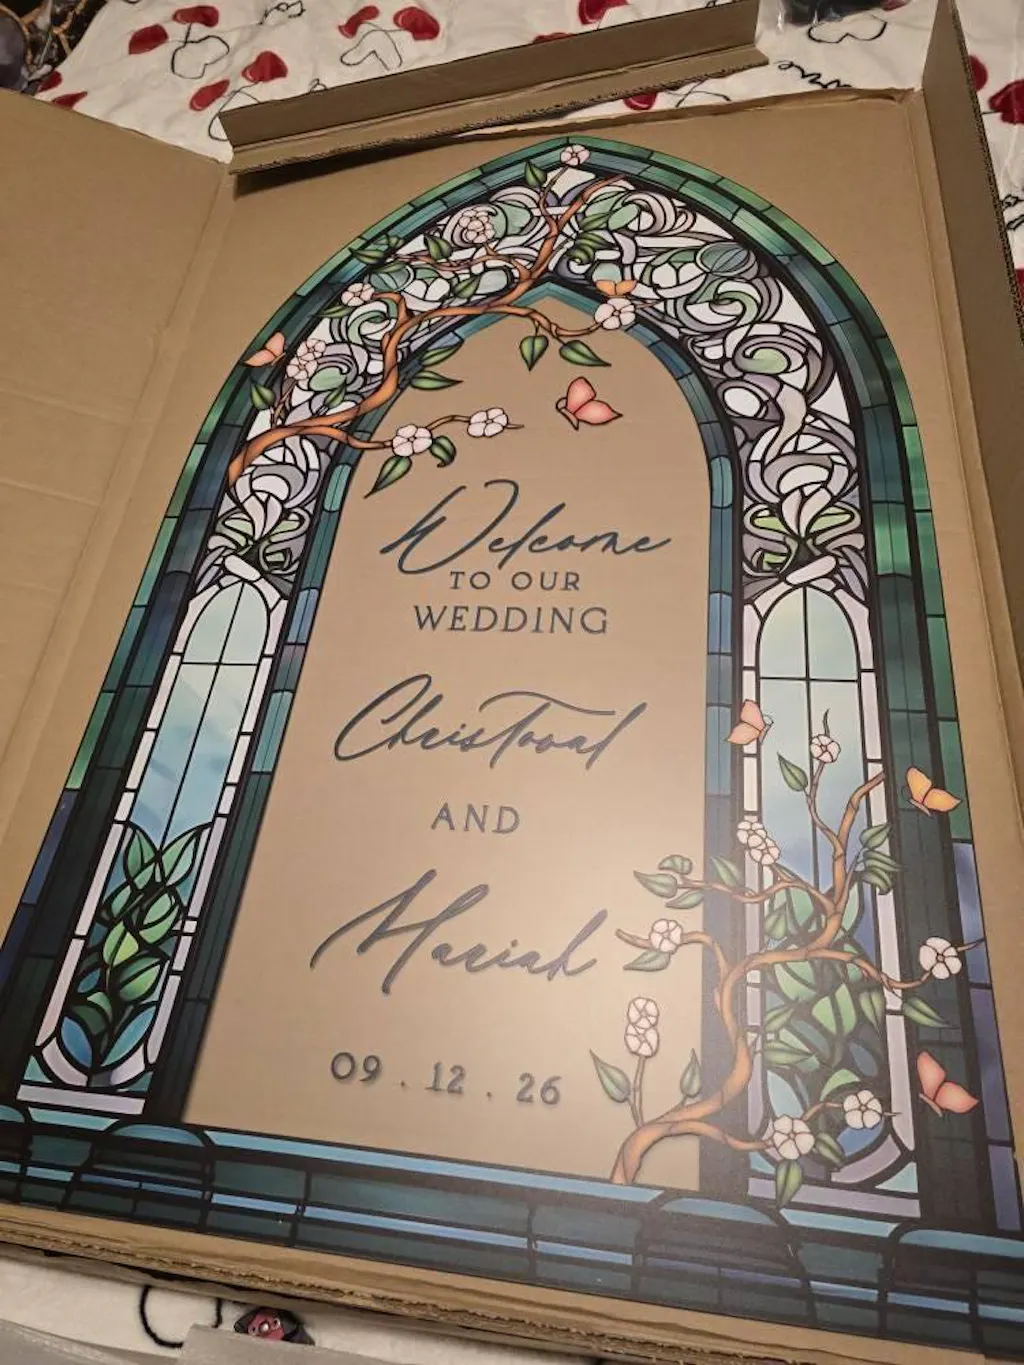 Welcome
TO OUR
WEDDING
ChrisToval
AND
Mariah
09 . 12 . 26